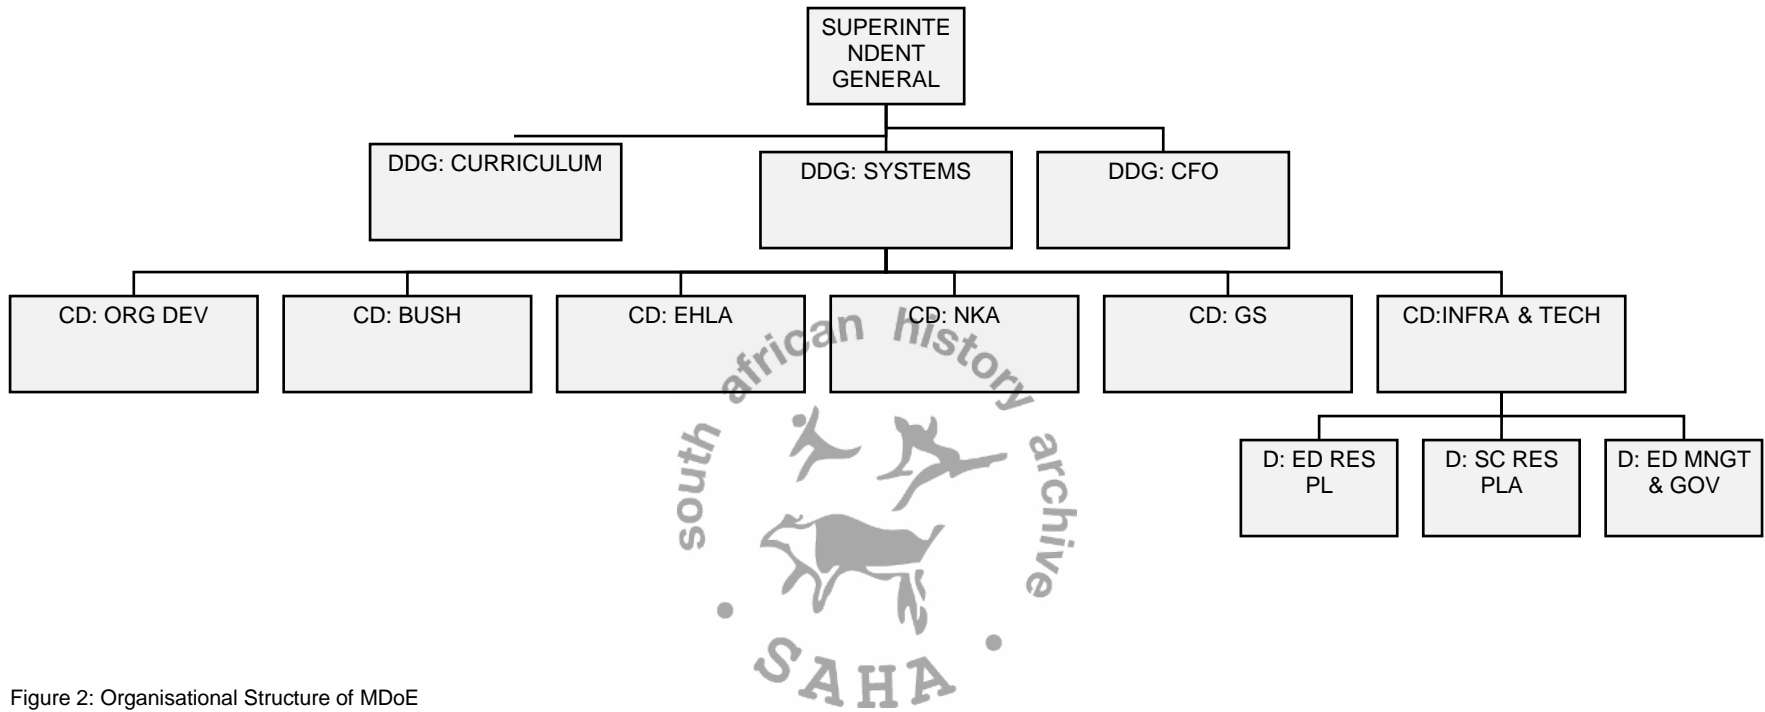 SUPERINTE
NDENT
GENERAL
DDG: CURRICULUM
DDG: SYSTEMS
DDG: CFO
CD: ORG DEV
CD: BUSH
CD: EHLA
CD: NKA
CD: GS
CD:INFRA & TECH
D: ED RES
PL
D: SC RES
PLA
D: ED MNGT
& GOV
south african history archive
SAHA
Figure 2: Organisational Structure of MDoE